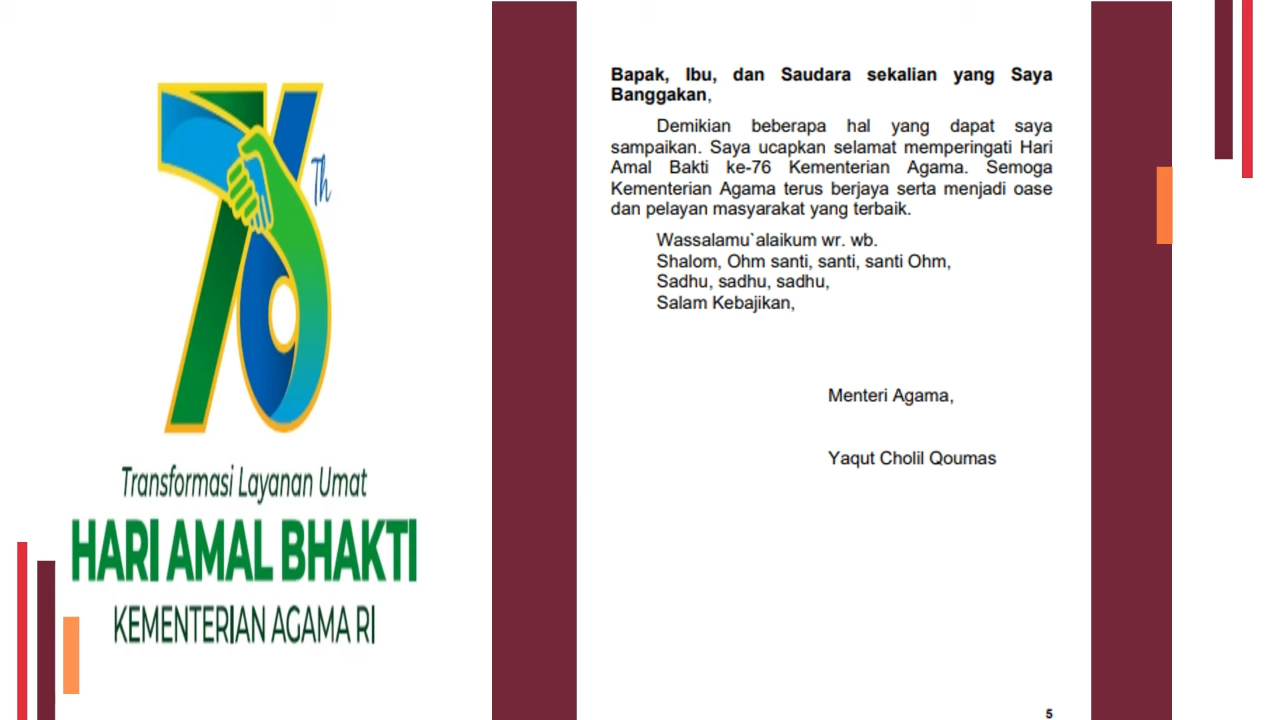 76
Th
Transformasi Layanan Umat
HARI AMAL BHAKTI
KEMENTERIAN AGAMA RI
Bapak, Ibu, dan Saudara sekalian yang Saya
Banggakan,
Demikian beberapa hal yang dapat saya
sampaikan. Saya ucapkan selamat memperingati Hari
Amal Bakti ke-76 Kementerian Agama. Semoga
Kementerian Agama terus berjaya serta menjadi oase
dan pelayan masyarakat yang terbaik.
Wassalamu`alaikum wr. wb.
Shalom, Ohm santi, santi, santi Ohm,
Sadhu, sadhu, sadhu,
Salam Kebajikan,
Menteri Agama,
Yaqut Cholil Qoumas
5